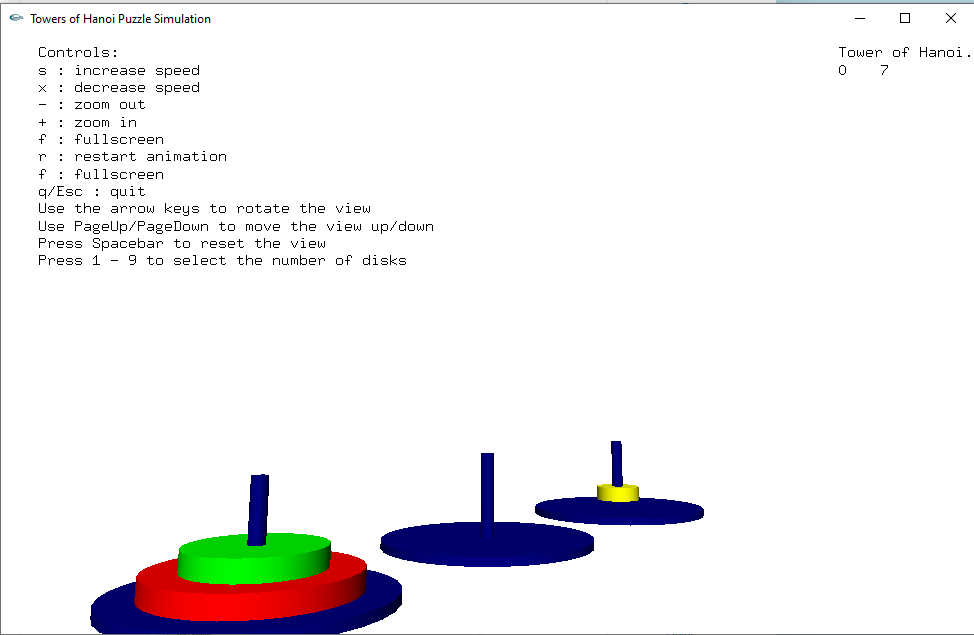 Towers of Hanoi Puzzle Simulation
Controls:
s : increase speed
x : decrease speed
- : zoom out
+ : zoom in
f : fullscreen
r : restart animation
f : fullscreen
q/Esc : quit
Use the arrow keys to rotate the view
Use PageUp/PageDown to move the view up/down
Press Spacebar to reset the view
Press 1 - 9 to select the number of disks
Tower of Hanoi.
0 7